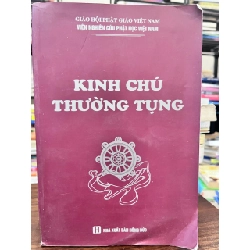 GIÁO HỘI PHẬT GIÁO VIỆT NAM
VIỆN NGHIÊN CỨU PHẬT HỌC VIỆT NAM
KINH CHÚ
THƯỜNG TỤNG
NHÀ XUẤT BẢN HỒNG ĐỨC